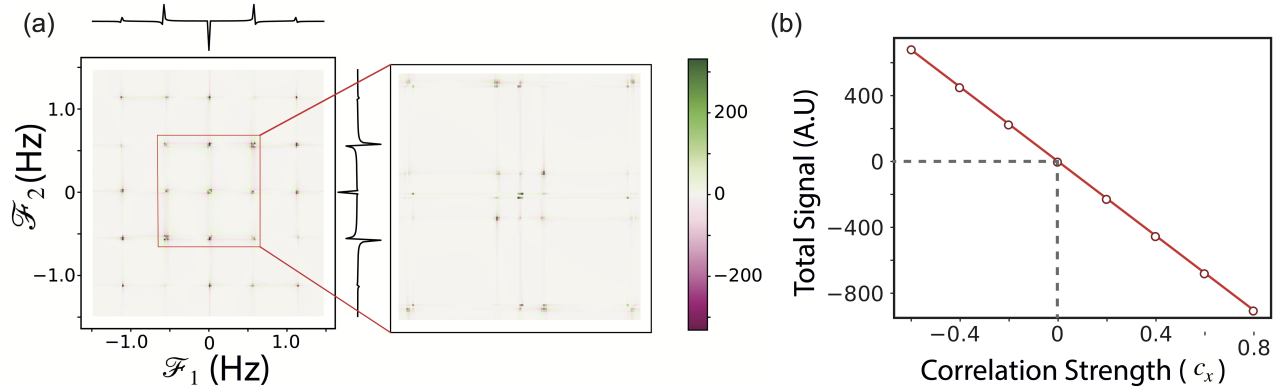 (a)
1.0
0
−1.0
ℱ2(Hz)
−1.0
0
1.0
ℱ1 (Hz)
200
0
−200
(b)
400
0
−400
−800
Total Signal (A.U)
−0.4
0
0.4
0.8
Correlation Strength ( cx )